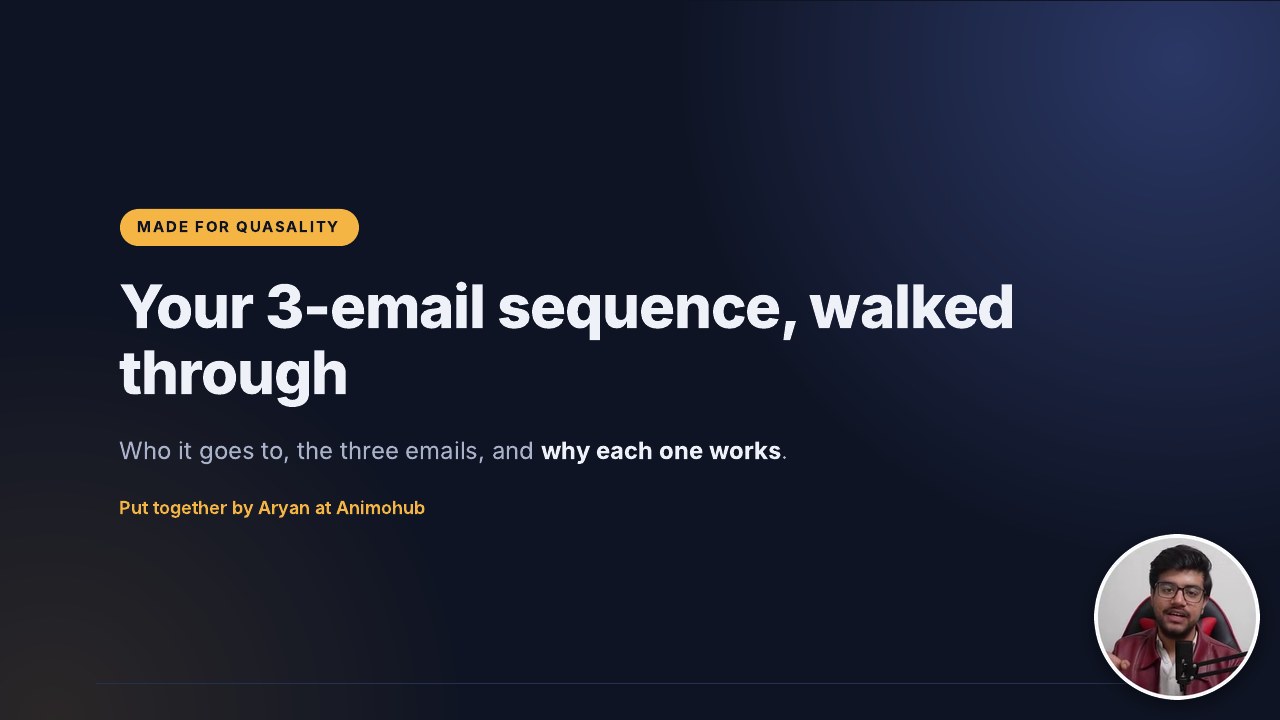 MADE FOR QUASALITY
Your 3-email sequence, walked
through
Who it goes to, the three emails, and why each one works.
Put together by Aryan at Animohub